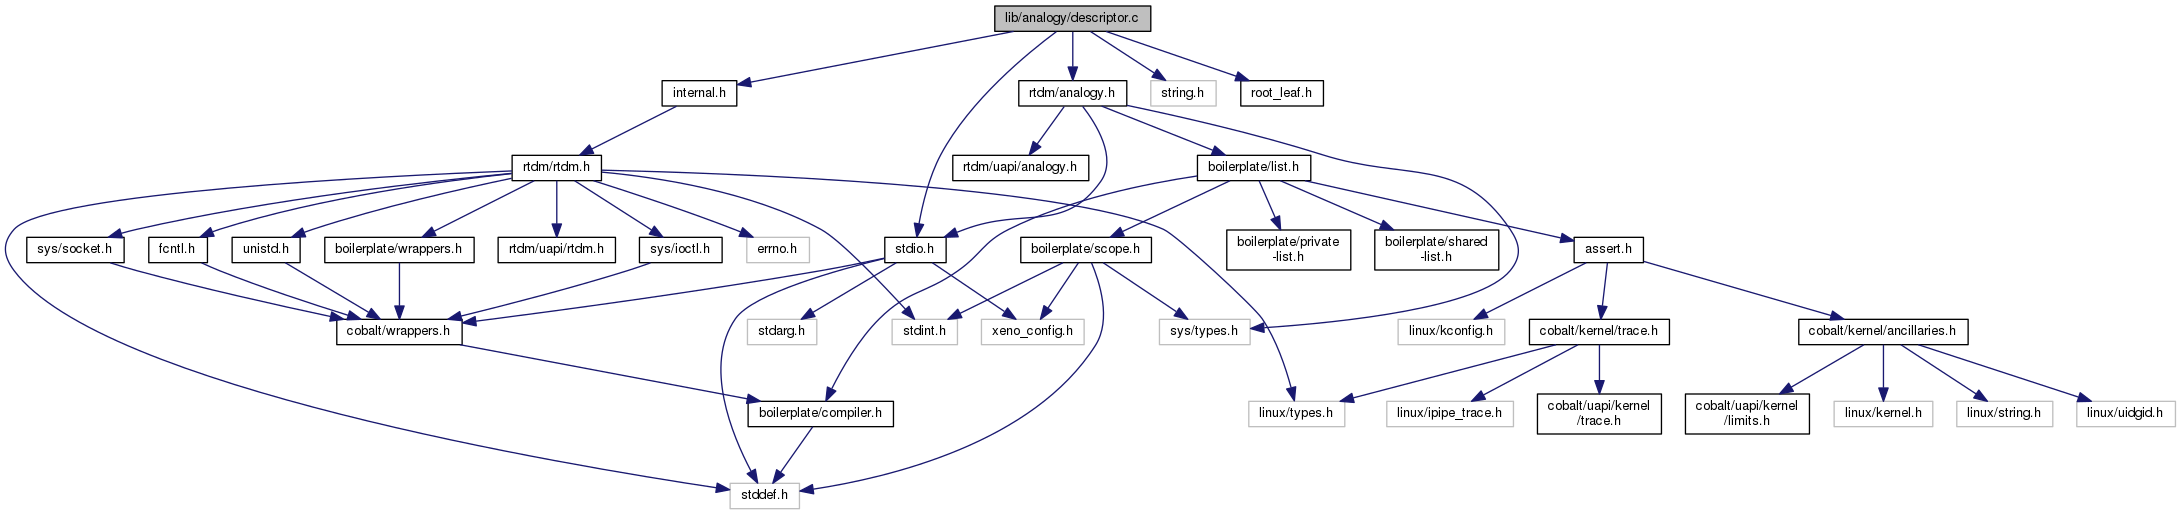 lib/analogy/descriptor.c
internal.h
rtdm/analogy.h
string.h
root_leaf.h
rtdm/rtdm.h
rtdm/uapi/analogy.h
boilerplate/list.h
sys/socket.h
fcntl.h
unistd.h
boilerplate/wrappers.h
rtdm/uapi/rtdm.h
sys/ioctl.h
errno.h
stdio.h
boilerplate/scope.h
boilerplate/private
-list.h
boilerplate/shared
-list.h
assert.h
cobalt/wrappers.h
stdarg.h
stdint.h
xeno_config.h
sys/types.h
linux/kconfig.h
cobalt/kernel/trace.h
cobalt/kernel/ancillaries.h
boilerplate/compiler.h
linux/types.h
linux/ipipe_trace.h
cobalt/uapi/kernel
/trace.h
cobalt/uapi/kernel
/limits.h
linux/kernel.h
linux/string.h
linux/uidgid.h
stddef.h